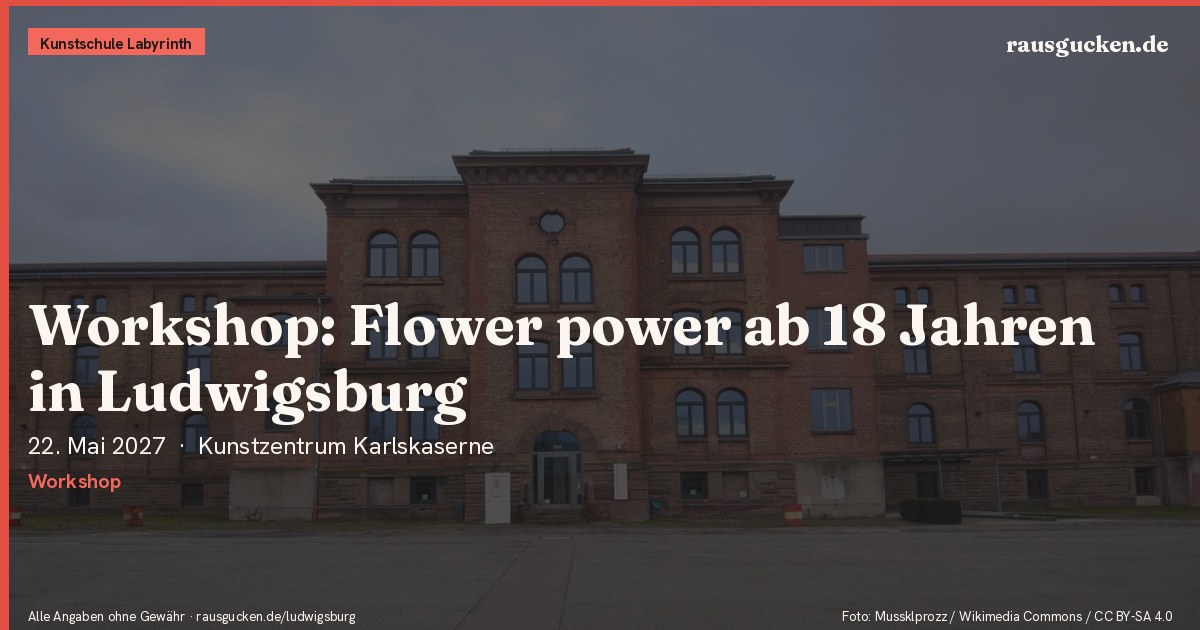 Kunstschule Labyrinth
rausgucken.de
Workshop: Flower power ab 18 Jahren
in Ludwigsburg
22. Mai 2027 · Kunstzentrum Karlskaserne
Workshop
Alle Angaben ohne Gewähr · rausgucken.de/ludwigsburg
Foto: Mussklprozz / Wikimedia Commons / CC BY-SA 4.0